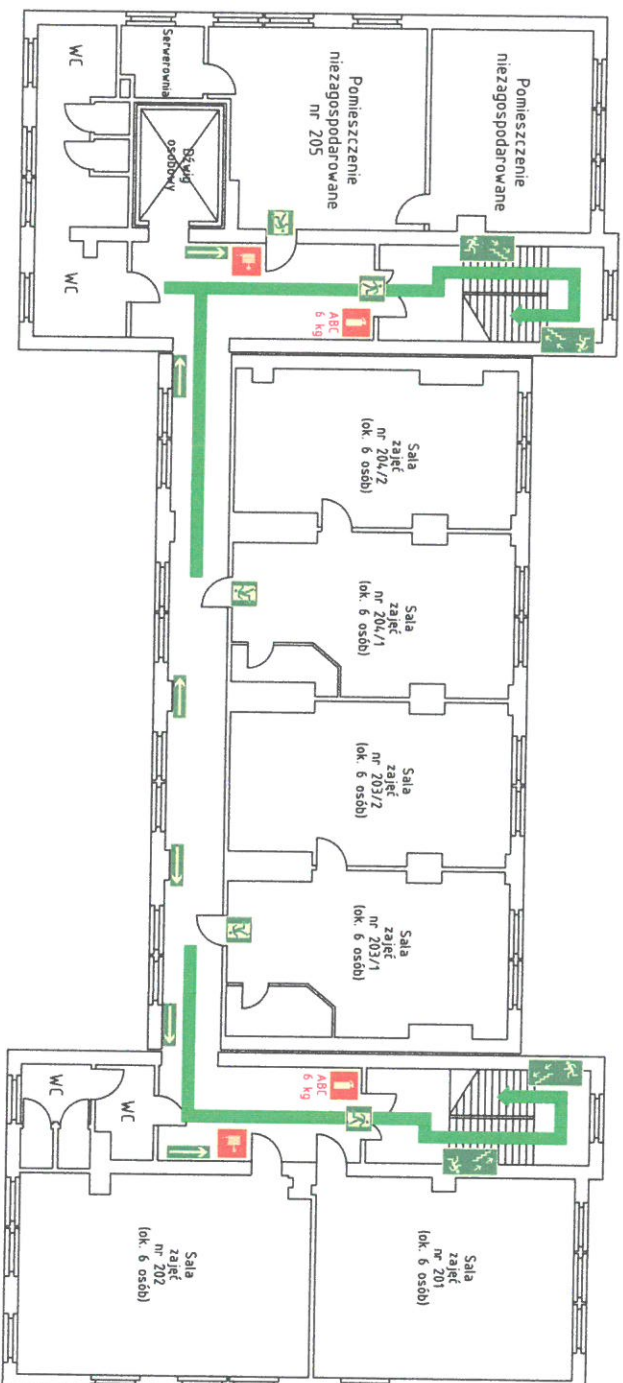 Pomieszczenie
niezagospodarowane
Pomieszczenie
niezagospodarowane
nr 205
Serwerownia
WC
Dźwig
osobowy
WC
ABC
6 kg
Sala
zajęć
nr 204/2
(ok. 6 osób)
Sala
zajęć
nr 204/1
(ok. 6 osób)
Sala
zajęć
nr 203/2
(ok. 6 osób)
Sala
zajęć
nr 203/1
(ok. 6 osób)
ABC
6 kg
WC
WC
Sala
zajęć
nr 201
(ok. 6 osób)
Sala
zajęć
nr 202
(ok. 6 osób)